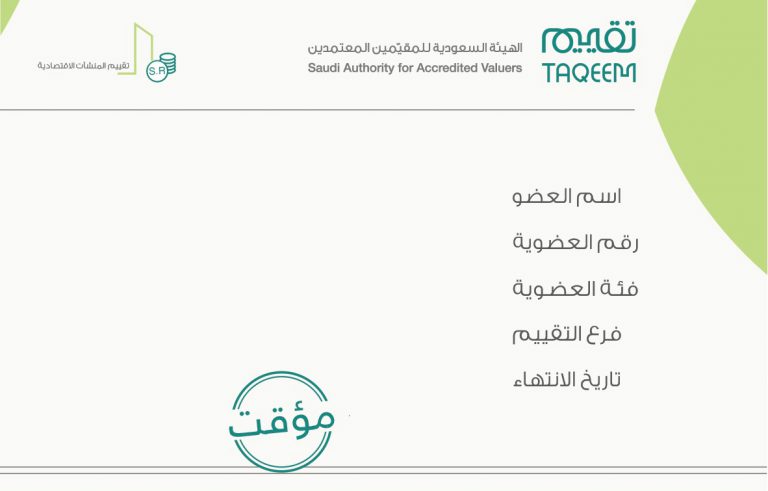 تقييم
TAQEEM
الهيئة السعودية للمقيّمين المعتمدين
Saudi Authority for Accredited Valuers
تقييم المنشآت الاقتصادية
S.R
اسم العضو
رقم العضوية
فئة العضوية
فرع التقييم
تاريخ الانتهاء
مؤقت